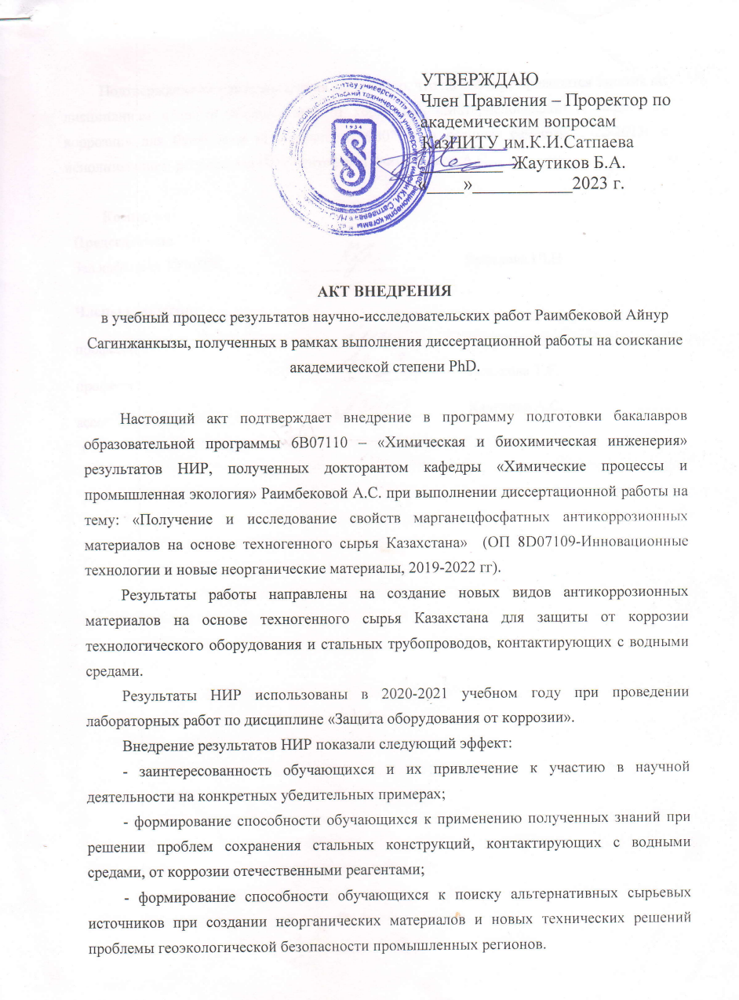 УТВЕРЖДАЮ
Член Правления – Проректор по
академическим вопросам
КазНИТУ им.К.И.Сатпаева
__________ Жаутиков Б.А.
«____»____________2023 г.
1934
АКТ ВНЕДРЕНИЯ
в учебный процесс результатов научно-исследовательских работ Раимбековой Айнур
Сагинжанкызы, полученных в рамках выполнения диссертационной работы на соискание
академической степени PhD.
Настоящий акт подтверждает внедрение в программу подготовки бакалавров
образовательной программы 6В07110 – «Химическая и биохимическая инженерия»
результатов НИР, полученных докторантом кафедры «Химические процессы и
промышленная экология» Раимбековой А.С. при выполнении диссертационной работы на
тему: «Получение и исследование свойств марганецфосфатных антикоррозионных
материалов на основе техногенного сырья Казахстана» (ОП 8D07109-Инновационные
технологии и новые неорганические материалы, 2019-2022 гг).
Результаты работы направлены на создание новых видов антикоррозионных
материалов на основе техногенного сырья Казахстана для защиты от коррозии
технологического оборудования и стальных трубопроводов, контактирующих с водными
средами.
Результаты НИР использованы в 2020-2021 учебном году при проведении
лабораторных работ по дисциплине «Защита оборудования от коррозии».
Внедрение результатов НИР показали следующий эффект:
- заинтересованность обучающихся и их привлечение к участию в научной
деятельности на конкретных убедительных примерах;
- формирование способности обучающихся к применению полученных знаний при
решении проблем сохранения стальных конструкций, контактирующих с водными
средами, от коррозии отечественными реагентами;
- формирование способности обучающихся к поиску альтернативных сырьевых
источников при создании неорганических материалов и новых технических решений
проблемы геоэкологической безопасности промышленных регионов.